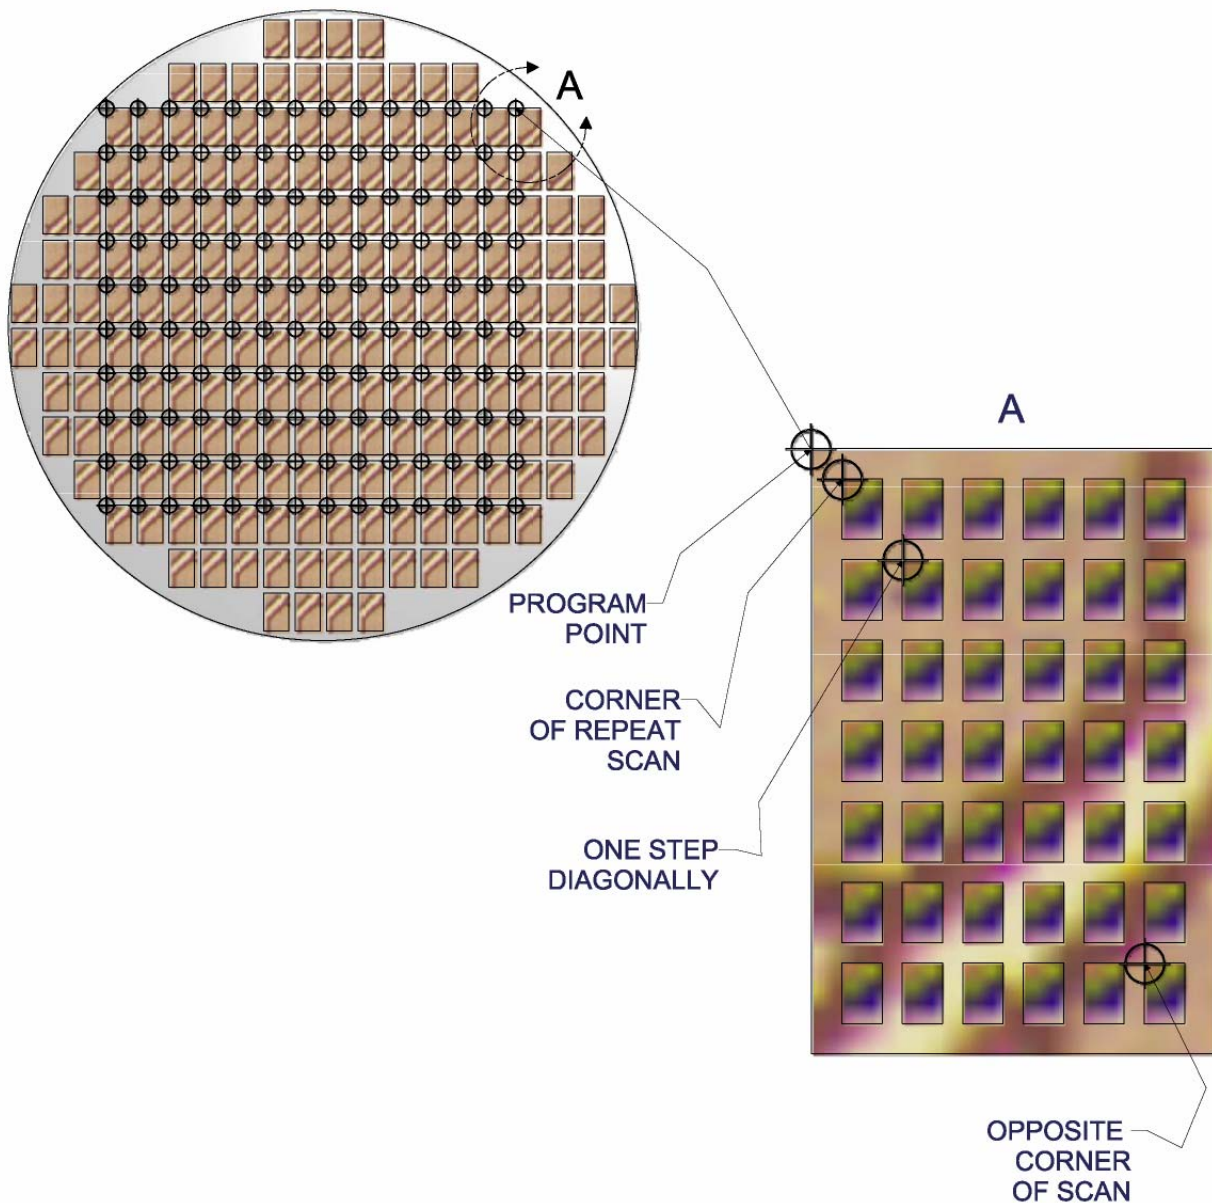 A
A
PROGRAM
POINT
CORNER
OF REPEAT
SCAN
ONE STEP
DIAGONALLY
OPPOSITE
CORNER
OF SCAN